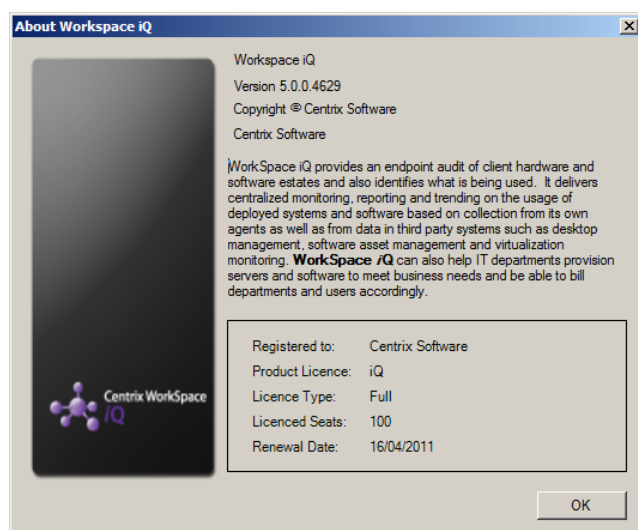 About Workspace iQ
Workspace iQ
Version 5.0.0.4629
Copyright © Centrix Software
Centrix Software
WorkSpace iQ provides an endpoint audit of client hardware and
software estates and also identifies what is being used. It delivers
centralized monitoring, reporting and trending on the usage of
deployed systems and software based on collection from its own
agents as well as from data in third party systems such as desktop
management, software asset management and virtualization
monitoring. WorkSpace iQ can also help IT departments provision
servers and software to meet business needs and be able to bill
departments and users accordingly.
Centrix WorkSpace
iQ
Registered to: Centrix Software
Product Licence: iQ
Licence Type: Full
Licenced Seats: 100
Renewal Date: 16/04/2011
OK